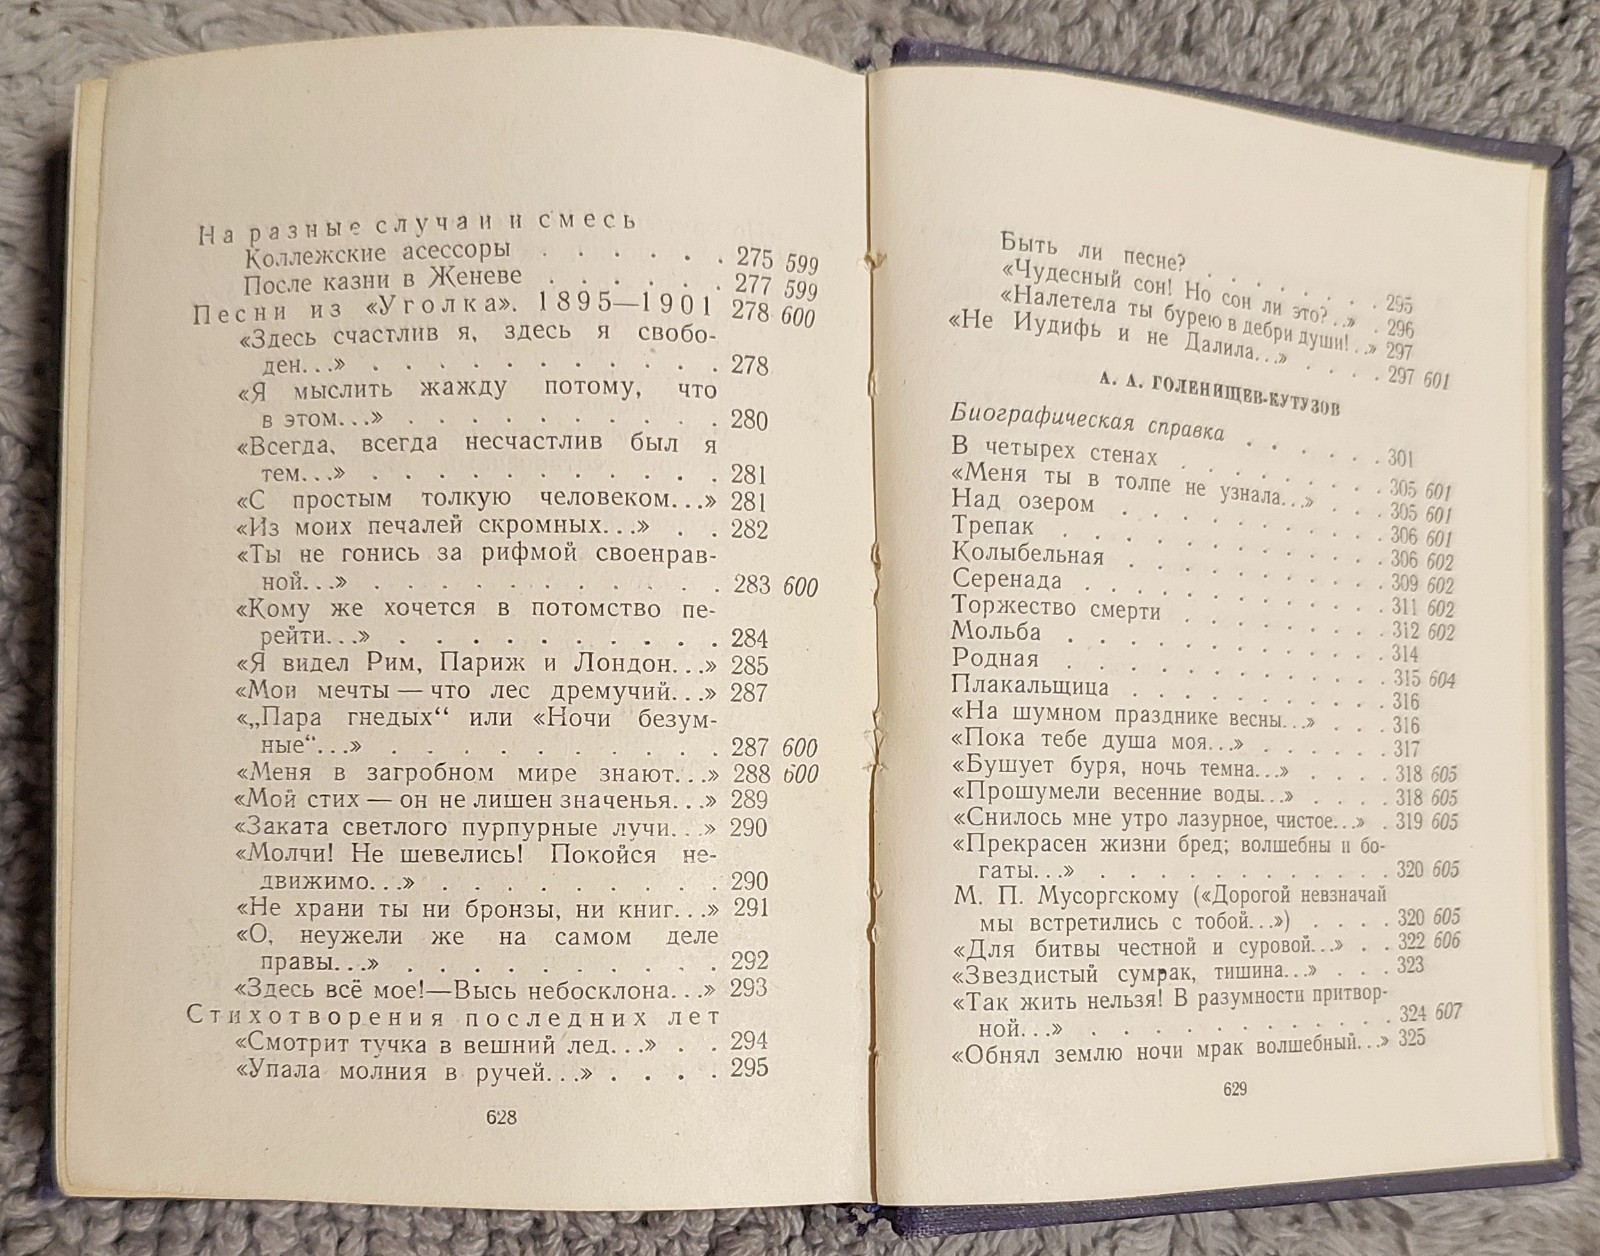 На разные случаи и смесь
Коллежские асессоры . . . . . . 275 599
После казни в Женеве . . . . . . 277 599
Песни из «Уголка». 1895—1901 278 600
«Здесь счастлив я, здесь я свобо-
ден...» . . . . . . . . . . . 278
«Я мыслить жажду потому, что
в этом...» . . . . . . . . . . 280
«Всегда, всегда несчастлив был я
тем...» . . . . . . . . . . . 281
«С простым толкую человеком...» 281
«Из моих печалей скромных...» . . 282
«Ты не гонись за рифмой своенрав-
ной...» . . . . . . . . . . . 283 600
«Кому же хочется в потомство пе-
рейти...» . . . . . . . . . . 284
«Я видел Рим, Париж и Лондон...» 285
«Мои мечты — что лес дремучий...» 287
«„Пара гнедых“ или «Ночи безум-
ные“...» . . . . . . . . . . 287 600
«Меня в загробном мире знают...» 288 600
«Мой стих — он не лишен значенья...» 289
«Заката светлого пурпурные лучи...» 290
«Молчи! Не шевелись! Покойся не-
движимо...» . . . . . . . . . 290
«Не храни ты ни бронзы, ни книг...» 291
«О, неужели же на самом деле
правы...» . . . . . . . . . . 292
«Здесь всё мое!—Высь небосклона...» 293
Стихотворения последних лет
«Смотрит тучка в вешний лед...» . . 294
«Упала молния в ручей...» . . . . 295
628
Быть ли песне? . . . . . . . . 295
«Чудесный сон! Но сон ли это?..» . 296
«Налетела ты бурею в дебри души!..» 297
«Не Иудифь и не Далила...» . . . . 297 601
А. А. ГОЛЕНИЩЕВ-КУТУЗОВ
Биографическая справка . . . . . . 301
В четырех стенах . . . . . . . . 305 601
«Меня ты в толпе не узнала...» . . . 305 601
Над озером . . . . . . . . . . 306 601
Трепак . . . . . . . . . . . . 306 602
Колыбельная . . . . . . . . . . 309 602
Серенада . . . . . . . . . . . 311 602
Торжество смерти . . . . . . . . 312 602
Мольба . . . . . . . . . . . . 314
Родная . . . . . . . . . . . . 315 604
Плакальщица . . . . . . . . . . 316
«На шумном празднике весны...» . . . 316
«Пока тебе душа моя...» . . . . . . 317
«Бушует буря, ночь темна...» . . . . 318 605
«Прошумели весенние воды...» . . . . 318 605
«Снилось мне утро лазурное, чистое...» . 319 605
«Прекрасен жизни бред; волшебны и бо-
гаты...» . . . . . . . . . . . . 320 605
М. П. Мусоргскому («Дорогой невзначай
мы встретились с тобой...») . . . . 320 605
«Для битвы честной и суровой...» . . 322 606
«Звездистый сумрак, тишина...» . . . 323
«Так жить нельзя! В разумности притвор-
ной...» . . . . . . . . . . . . 324 607
«Обнял землю ночи мрак волшебный...» 325
629